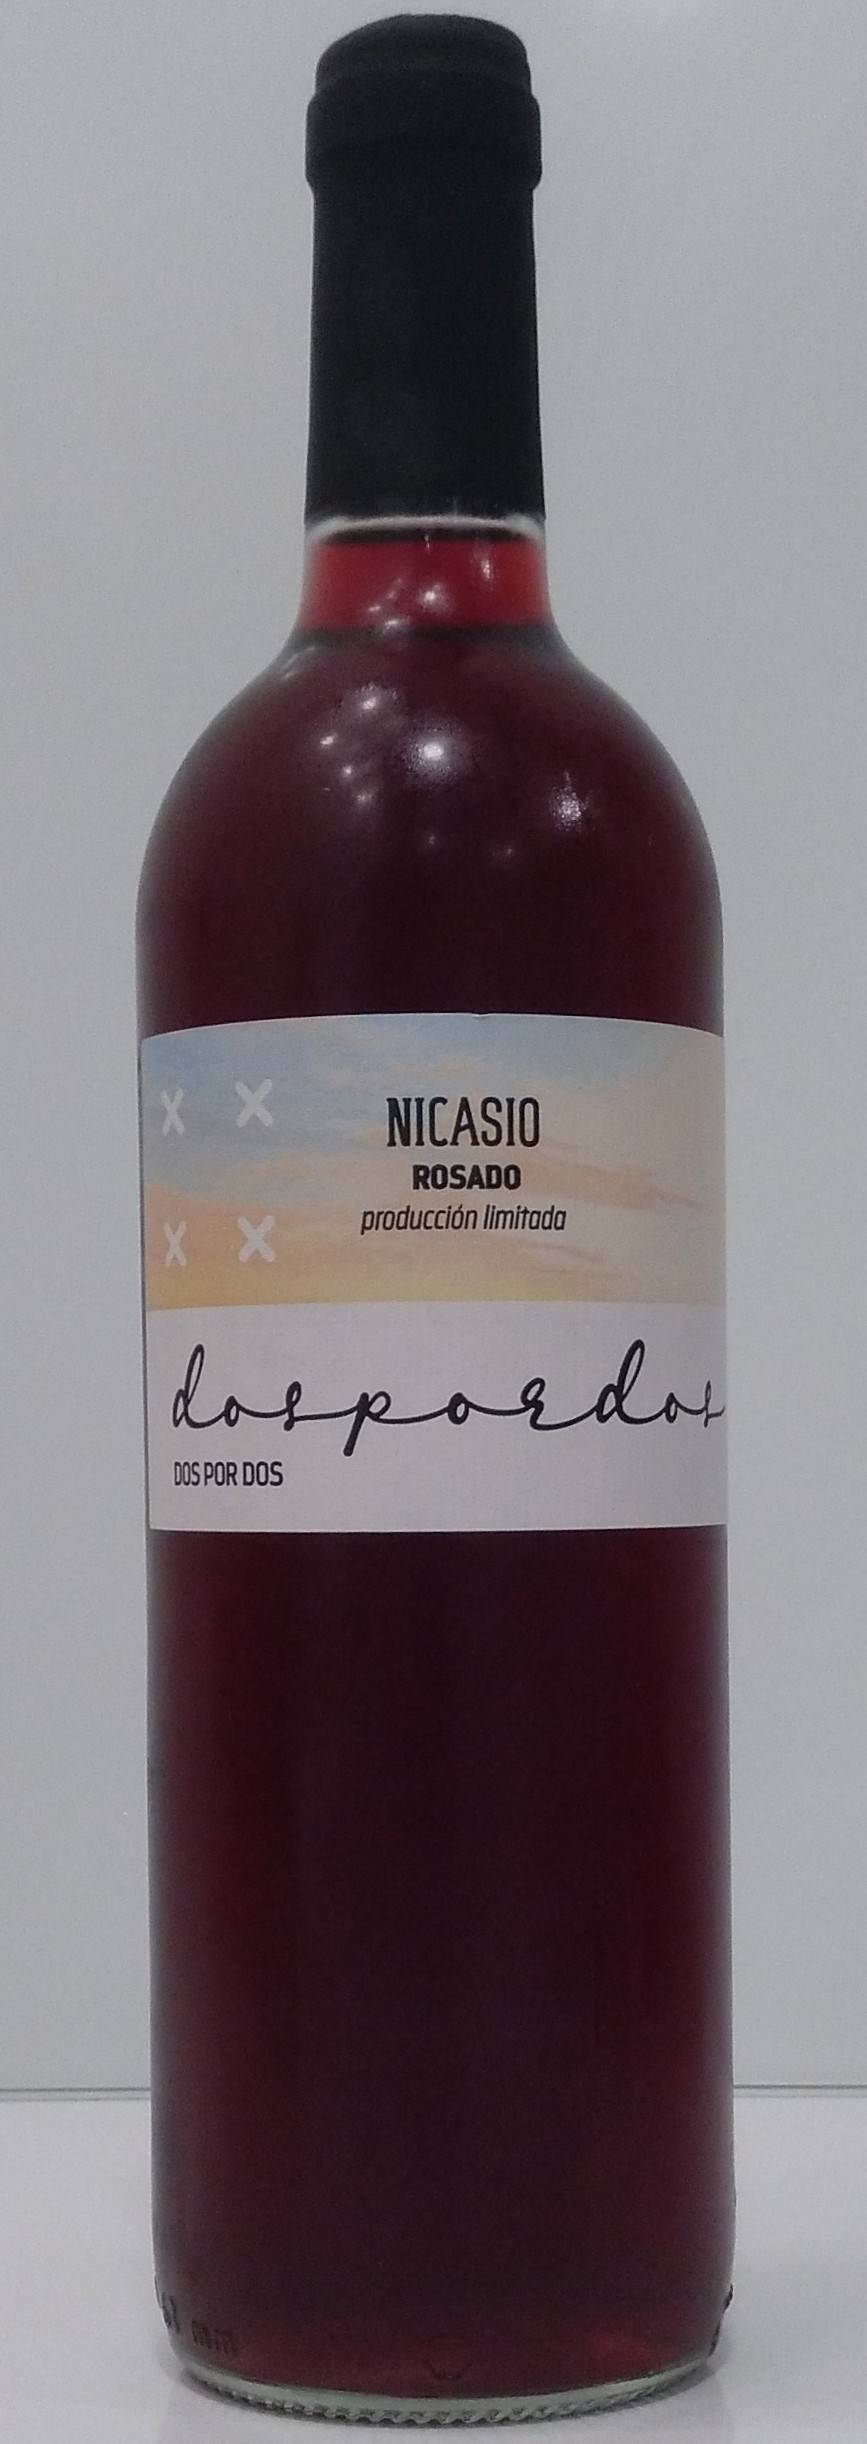 NICASIO
ROSADO
producción limitada
dospordos
DOS POR DOS